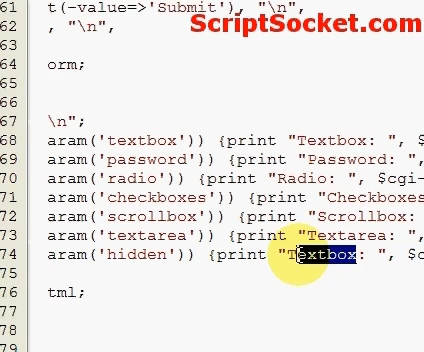 ScriptSocket.com
61 t(-value=>'Submit'), "\n",
62 , "\n",
63
64 orm;
65
66
67 \n";
68 aram('textbox')) {print "Textbox: ", $
69 aram('password')) {print "Password: ",
70 aram('radio')) {print "Radio: ", $cgi-
71 aram('checkboxes') {print "Checkboxes
72 aram('scrollbox')) {print "Scrollbox:
73 aram('textarea')) {print "Textarea: ",
74 aram('hidden')) {print "Textbox: ", $c
75
76 tml;
77
78
79